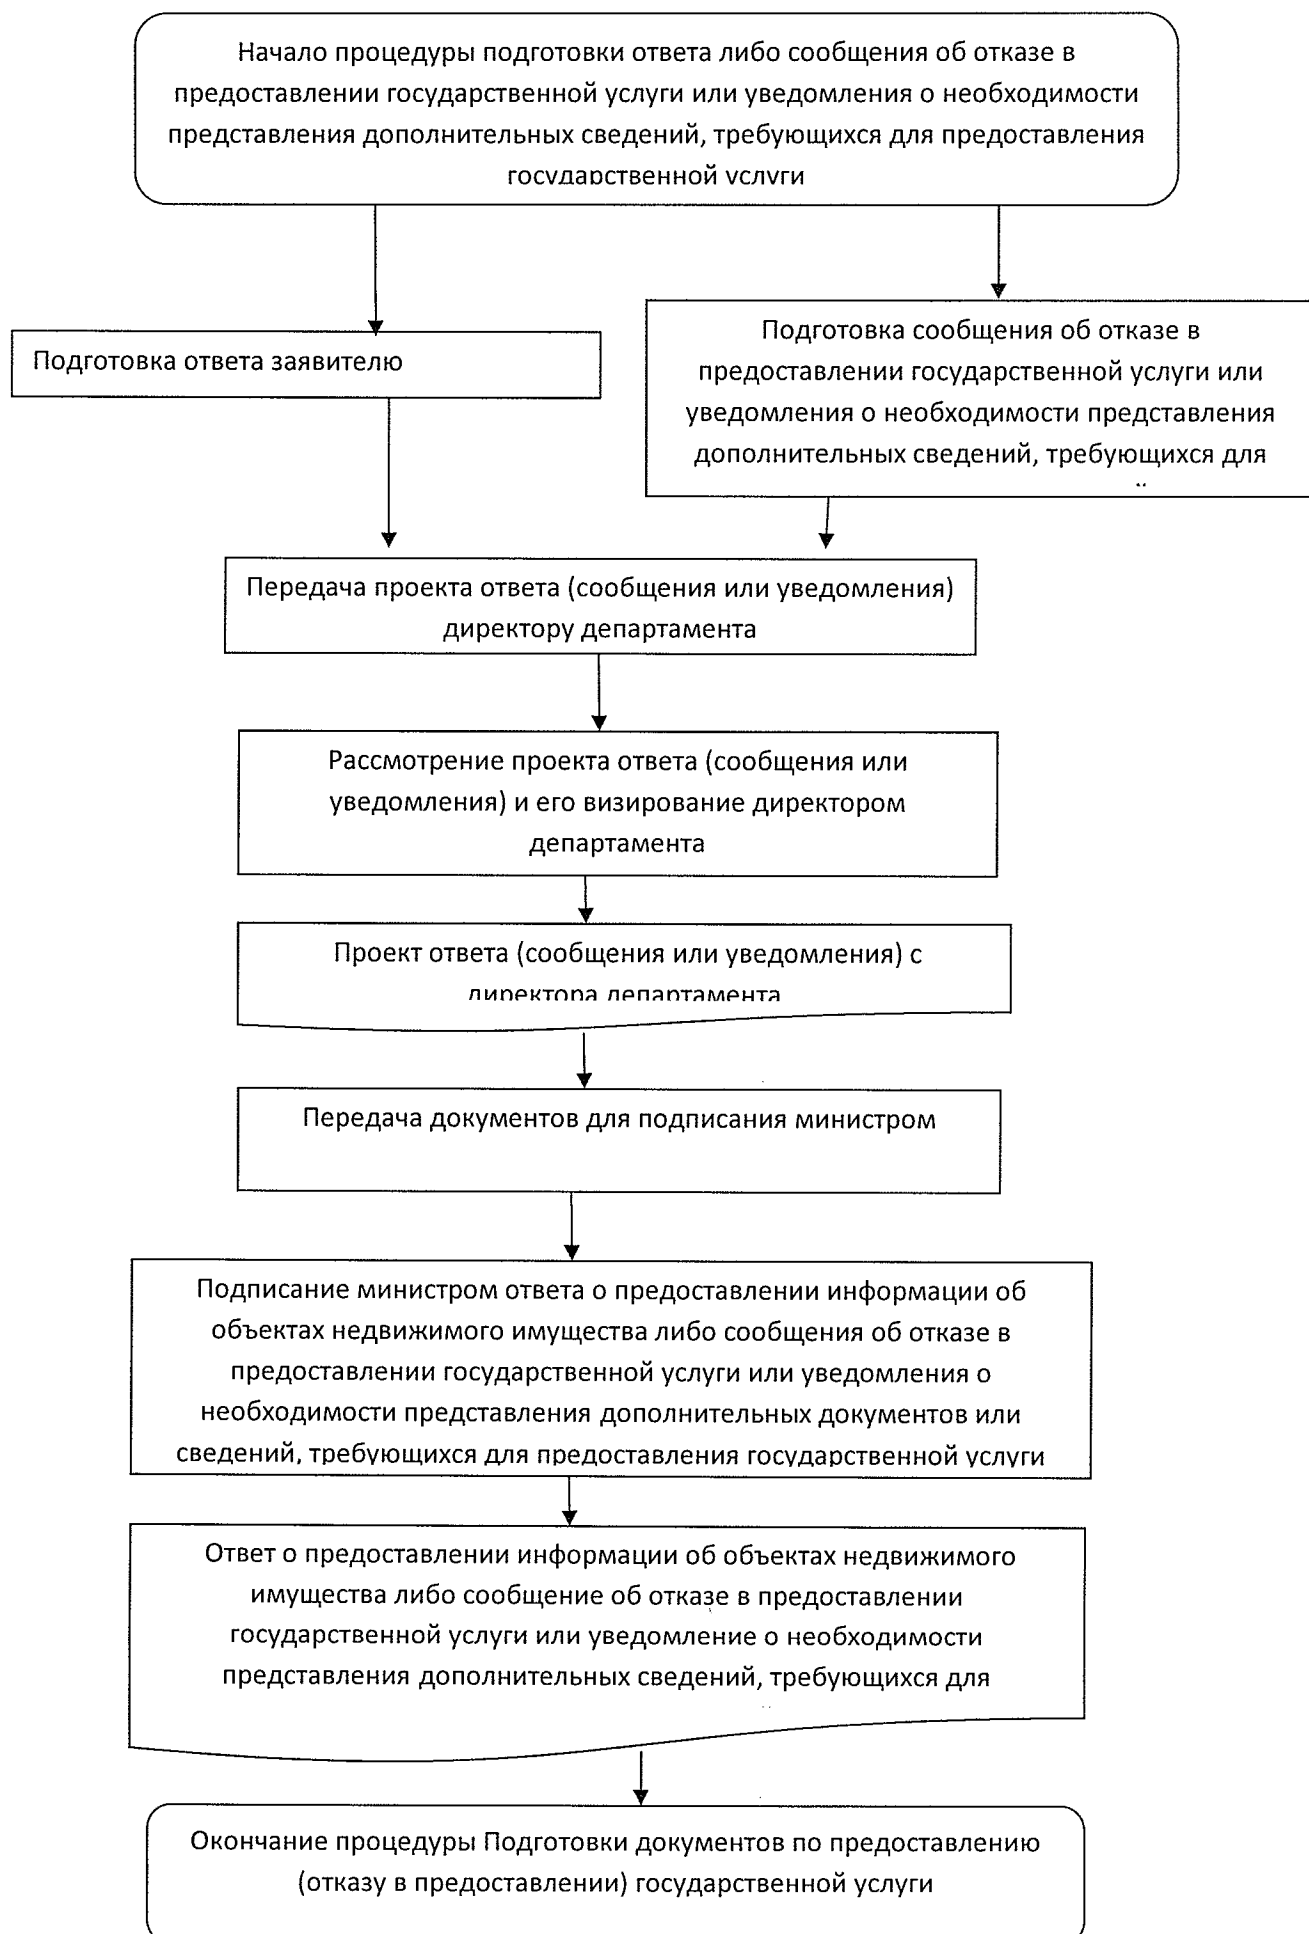 Начало процедуры подготовки ответа либо сообщения об отказе в
предоставлении государственной услуги или уведомления о необходимости
представления дополнительных сведений, требующихся для предоставления
государственной услуги
Подготовка ответа заявителю
Подготовка сообщения об отказе в
предоставлении государственной услуги или
уведомления о необходимости представления
дополнительных сведений, требующихся для
Передача проекта ответа (сообщения или уведомления)
директору департамента
Рассмотрение проекта ответа (сообщения или
уведомления) и его визирование директором
департамента
Проект ответа (сообщения или уведомления) с
директора департамента
Передача документов для подписания министром
Подписание министром ответа о предоставлении информации об
объектах недвижимого имущества либо сообщения об отказе в
предоставлении государственной услуги или уведомления о
необходимости представления дополнительных документов или
сведений, требующихся для предоставления государственной услуги
Ответ о предоставлении информации об объектах недвижимого
имущества либо сообщение об отказе в предоставлении
государственной услуги или уведомление о необходимости
представления дополнительных сведений, требующихся для
Окончание процедуры Подготовки документов по предоставлению
(отказу в предоставлении) государственной услуги